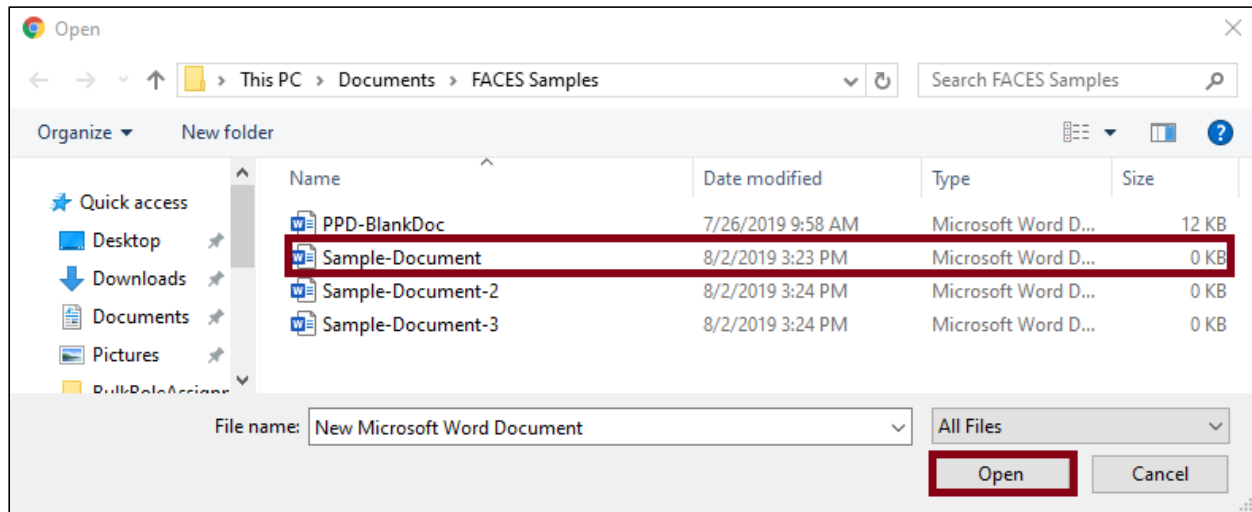 Open
This PC > Documents > FACES Samples
Search FACES Samples
Organize
New folder
?
Name Date modified Type Size
Quick access
Desktop
Downloads
Documents
Pictures
PPD-BlankDoc 7/26/2019 9:58 AM Microsoft Word D... 12 KB
Sample-Document 8/2/2019 3:23 PM Microsoft Word D... 0 KB
Sample-Document-2 8/2/2019 3:24 PM Microsoft Word D... 0 KB
Sample-Document-3 8/2/2019 3:24 PM Microsoft Word D... 0 KB
File name: New Microsoft Word Document All Files
Open Cancel